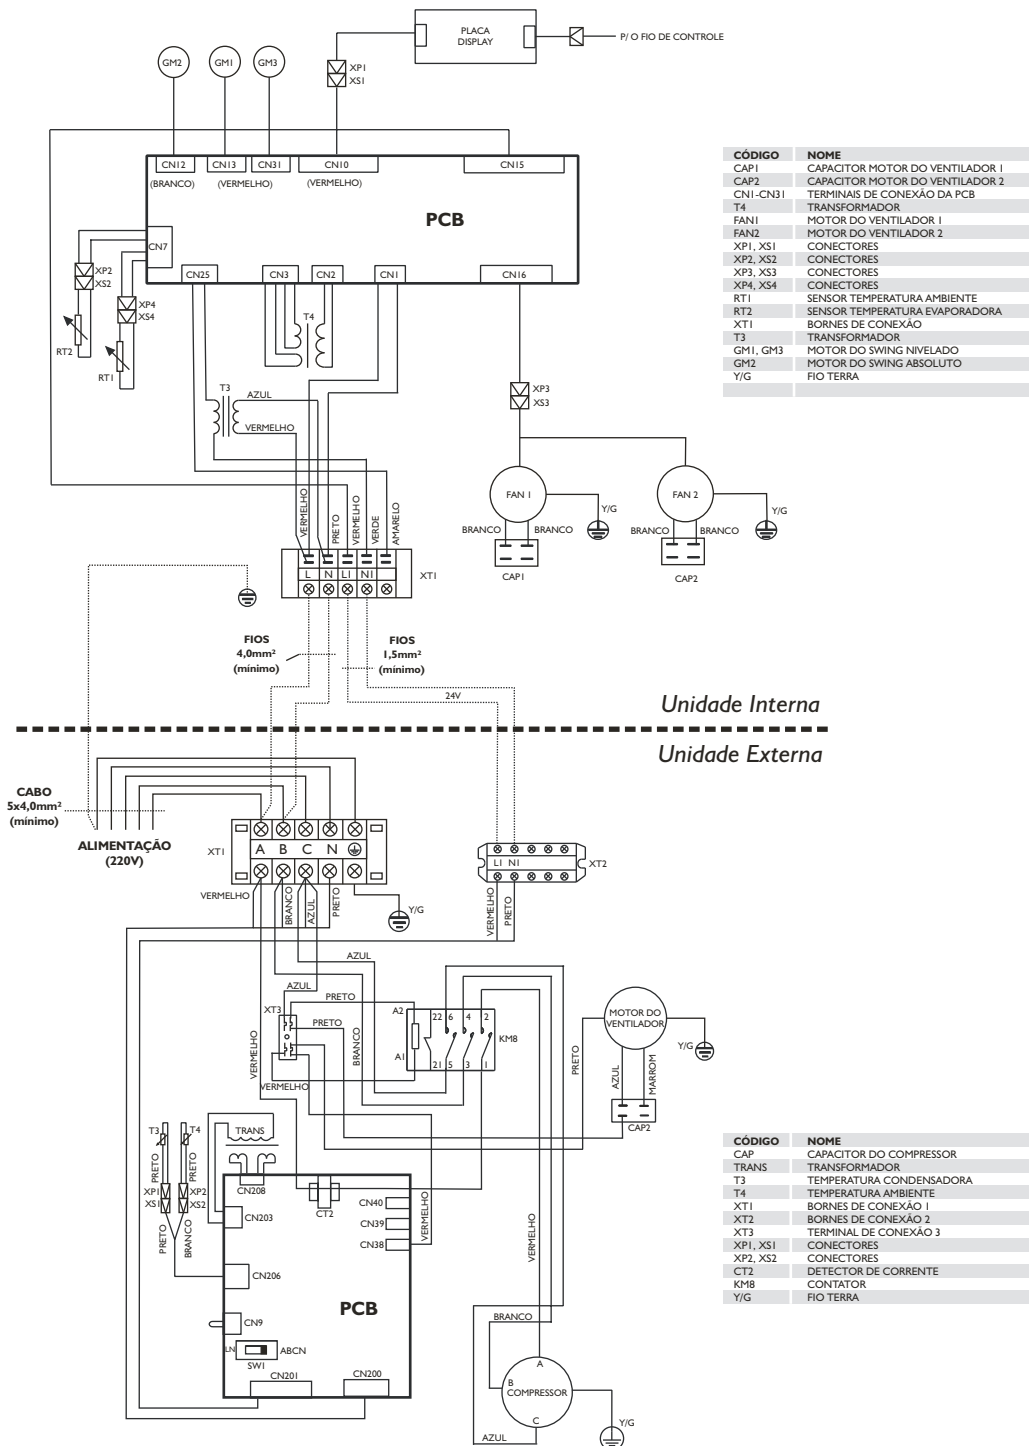 PLACA
DISPLAY
P/ O FIO DE CONTROLE
GM2
GM1
GM3
XP1
XS1
CN12
CN13
CN31
CN10
CN15
(BRANCO)
(VERMELHO)
(VERMELHO)
PCB
CN7
CN25
CN3
CN2
CN1
CN16
XP2
XS2
XP4
XS4
RT2
RT1
T4
T3
AZUL
VERMELHO
XP3
XS3
FAN 1
FAN 2
Y/G
Y/G
BRANCO
BRANCO
BRANCO
BRANCO
CAP1
CAP2
VERMELHO
PRETO
VERMELHO
VERDE
AMARELO
L
N
L1
N1
XT1
CÓDIGO NOME
CAP1 CAPACITOR MOTOR DO VENTILADOR 1
CAP2 CAPACITOR MOTOR DO VENTILADOR 2
CN1-CN31 TERMINAIS DE CONEXÃO DA PCB
T4 TRANSFORMADOR
FAN1 MOTOR DO VENTILADOR 1
FAN2 MOTOR DO VENTILADOR 2
XP1, XS1 CONECTORES
XP2, XS2 CONECTORES
XP3, XS3 CONECTORES
XP4, XS4 CONECTORES
RT1 SENSOR TEMPERATURA AMBIENTE
RT2 SENSOR TEMPERATURA EVAPORADORA
XT1 BORNES DE CONEXÃO
T3 TRANSFORMADOR
GM1, GM3 MOTOR DO SWING NIVELADO
GM2 MOTOR DO SWING ABSOLUTO
Y/G FIO TERRA
FIOS
4,0mm²
(mínimo)
FIOS
1,5mm²
(mínimo)
24V
Unidade Interna
Unidade Externa
CABO
5x4,0mm²
(mínimo)
ALIMENTAÇÃO
(220V)
XT1
A
B
C
N
L1 N1
XT2
VERMELHO
BRANCO
AZUL
PRETO
Y/G
VERMELHO
PRETO
AZUL
AZUL
PRETO
XT3
PRETO
VERMELHO
VERMELHO
BRANCO
A2
22
6
4
2
KM8
A1
21
5
3
1
MOTOR DO
VENTILADOR
PRETO
Y/G
AZUL
MARROM
CAP2
T3
T4
PRETO
PRETO
XP1
XS1
XP2
XS2
PRETO
BRANCO
TRANS
CN208
CN203
CT2
CN40
CN39
CN38
VERMELHO
VERMELHO
CN206
PCB
CN9
LN
ABCN
SW1
CN201
CN200
BRANCO
A
B
COMPRESSOR
C
AZUL
Y/G
CÓDIGO NOME
CAP CAPACITOR DO COMPRESSOR
TRANS TRANSFORMADOR
T3 TEMPERATURA CONDENSADORA
T4 TEMPERATURA AMBIENTE
XT1 BORNES DE CONEXÃO 1
XT2 BORNES DE CONEXÃO 2
XT3 TERMINAL DE CONEXÃO 3
XP1, XS1 CONECTORES
XP2, XS2 CONECTORES
CT2 DETECTOR DE CORRENTE
KM8 CONTATOR
Y/G FIO TERRA